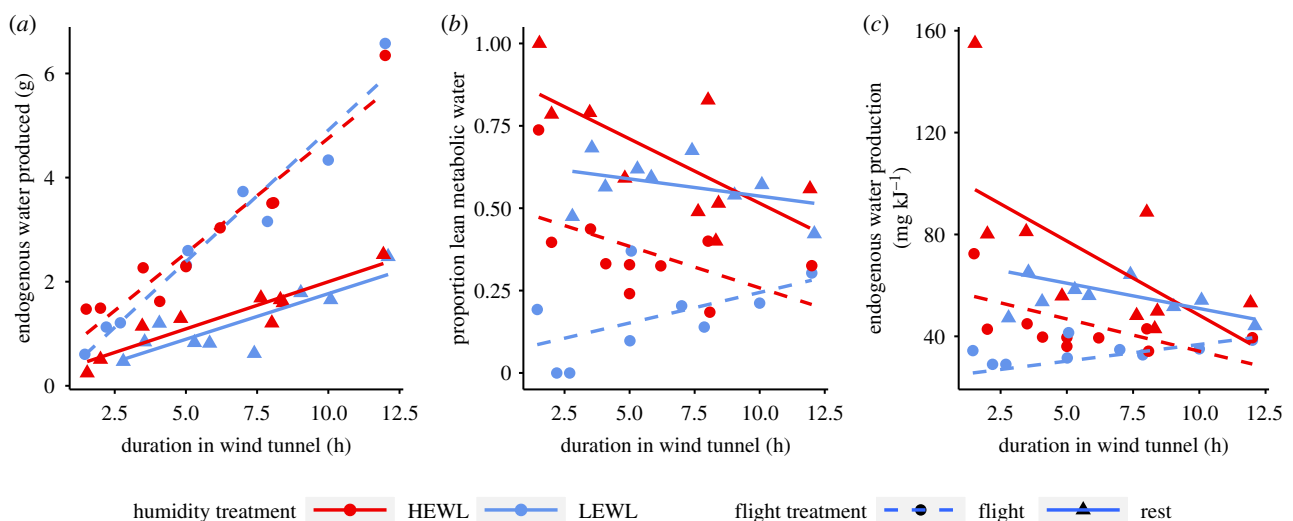 (a)
endogenous water produced (g)
6
4
2
0
2.5 5.0 7.5 10.0 12.5
duration in wind tunnel (h)
(b)
proportion lean metabolic water
1.00
0.75
0.50
0.25
0
2.5 5.0 7.5 10.0 12.5
duration in wind tunnel (h)
(c)
endogenous water production
(mg kJ⁻¹)
160
120
80
40
2.5 5.0 7.5 10.0 12.5
duration in wind tunnel (h)
humidity treatment HEWL LEWL flight treatment flight rest